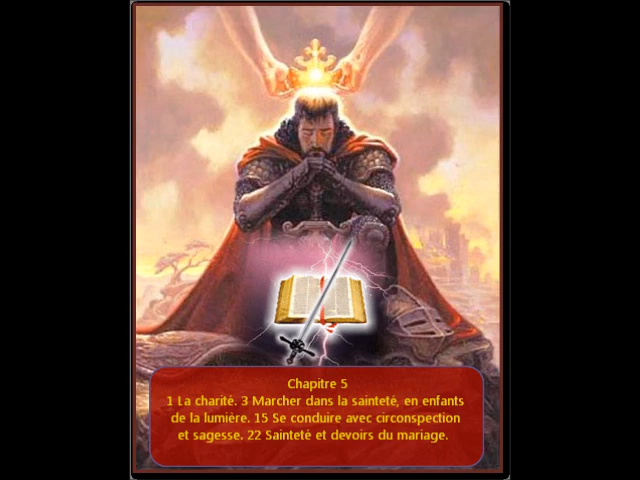 Chapitre 5
1 La charité. 3 Marcher dans la sainteté, en enfants
de la lumière. 15 Se conduire avec circonspection
et sagesse. 22 Sainteté et devoirs du mariage.